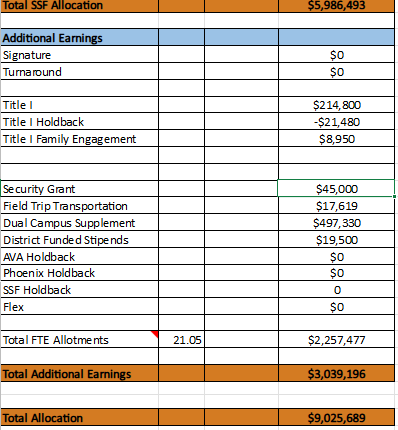 Total SSF Allocation $5,986,493
Additional Earnings
Signature $0
Turnaround $0
Title I $214,800
Title I Holdback -$21,480
Title I Family Engagement $8,950
Security Grant $45,000
Field Trip Transportation $17,619
Dual Campus Supplement $497,330
District Funded Stipends $19,500
AVA Holdback $0
Phoenix Holdback $0
SSF Holdback 0
Flex $0
Total FTE Allotments 21.05 $2,257,477
Total Additional Earnings $3,039,196
Total Allocation $9,025,689